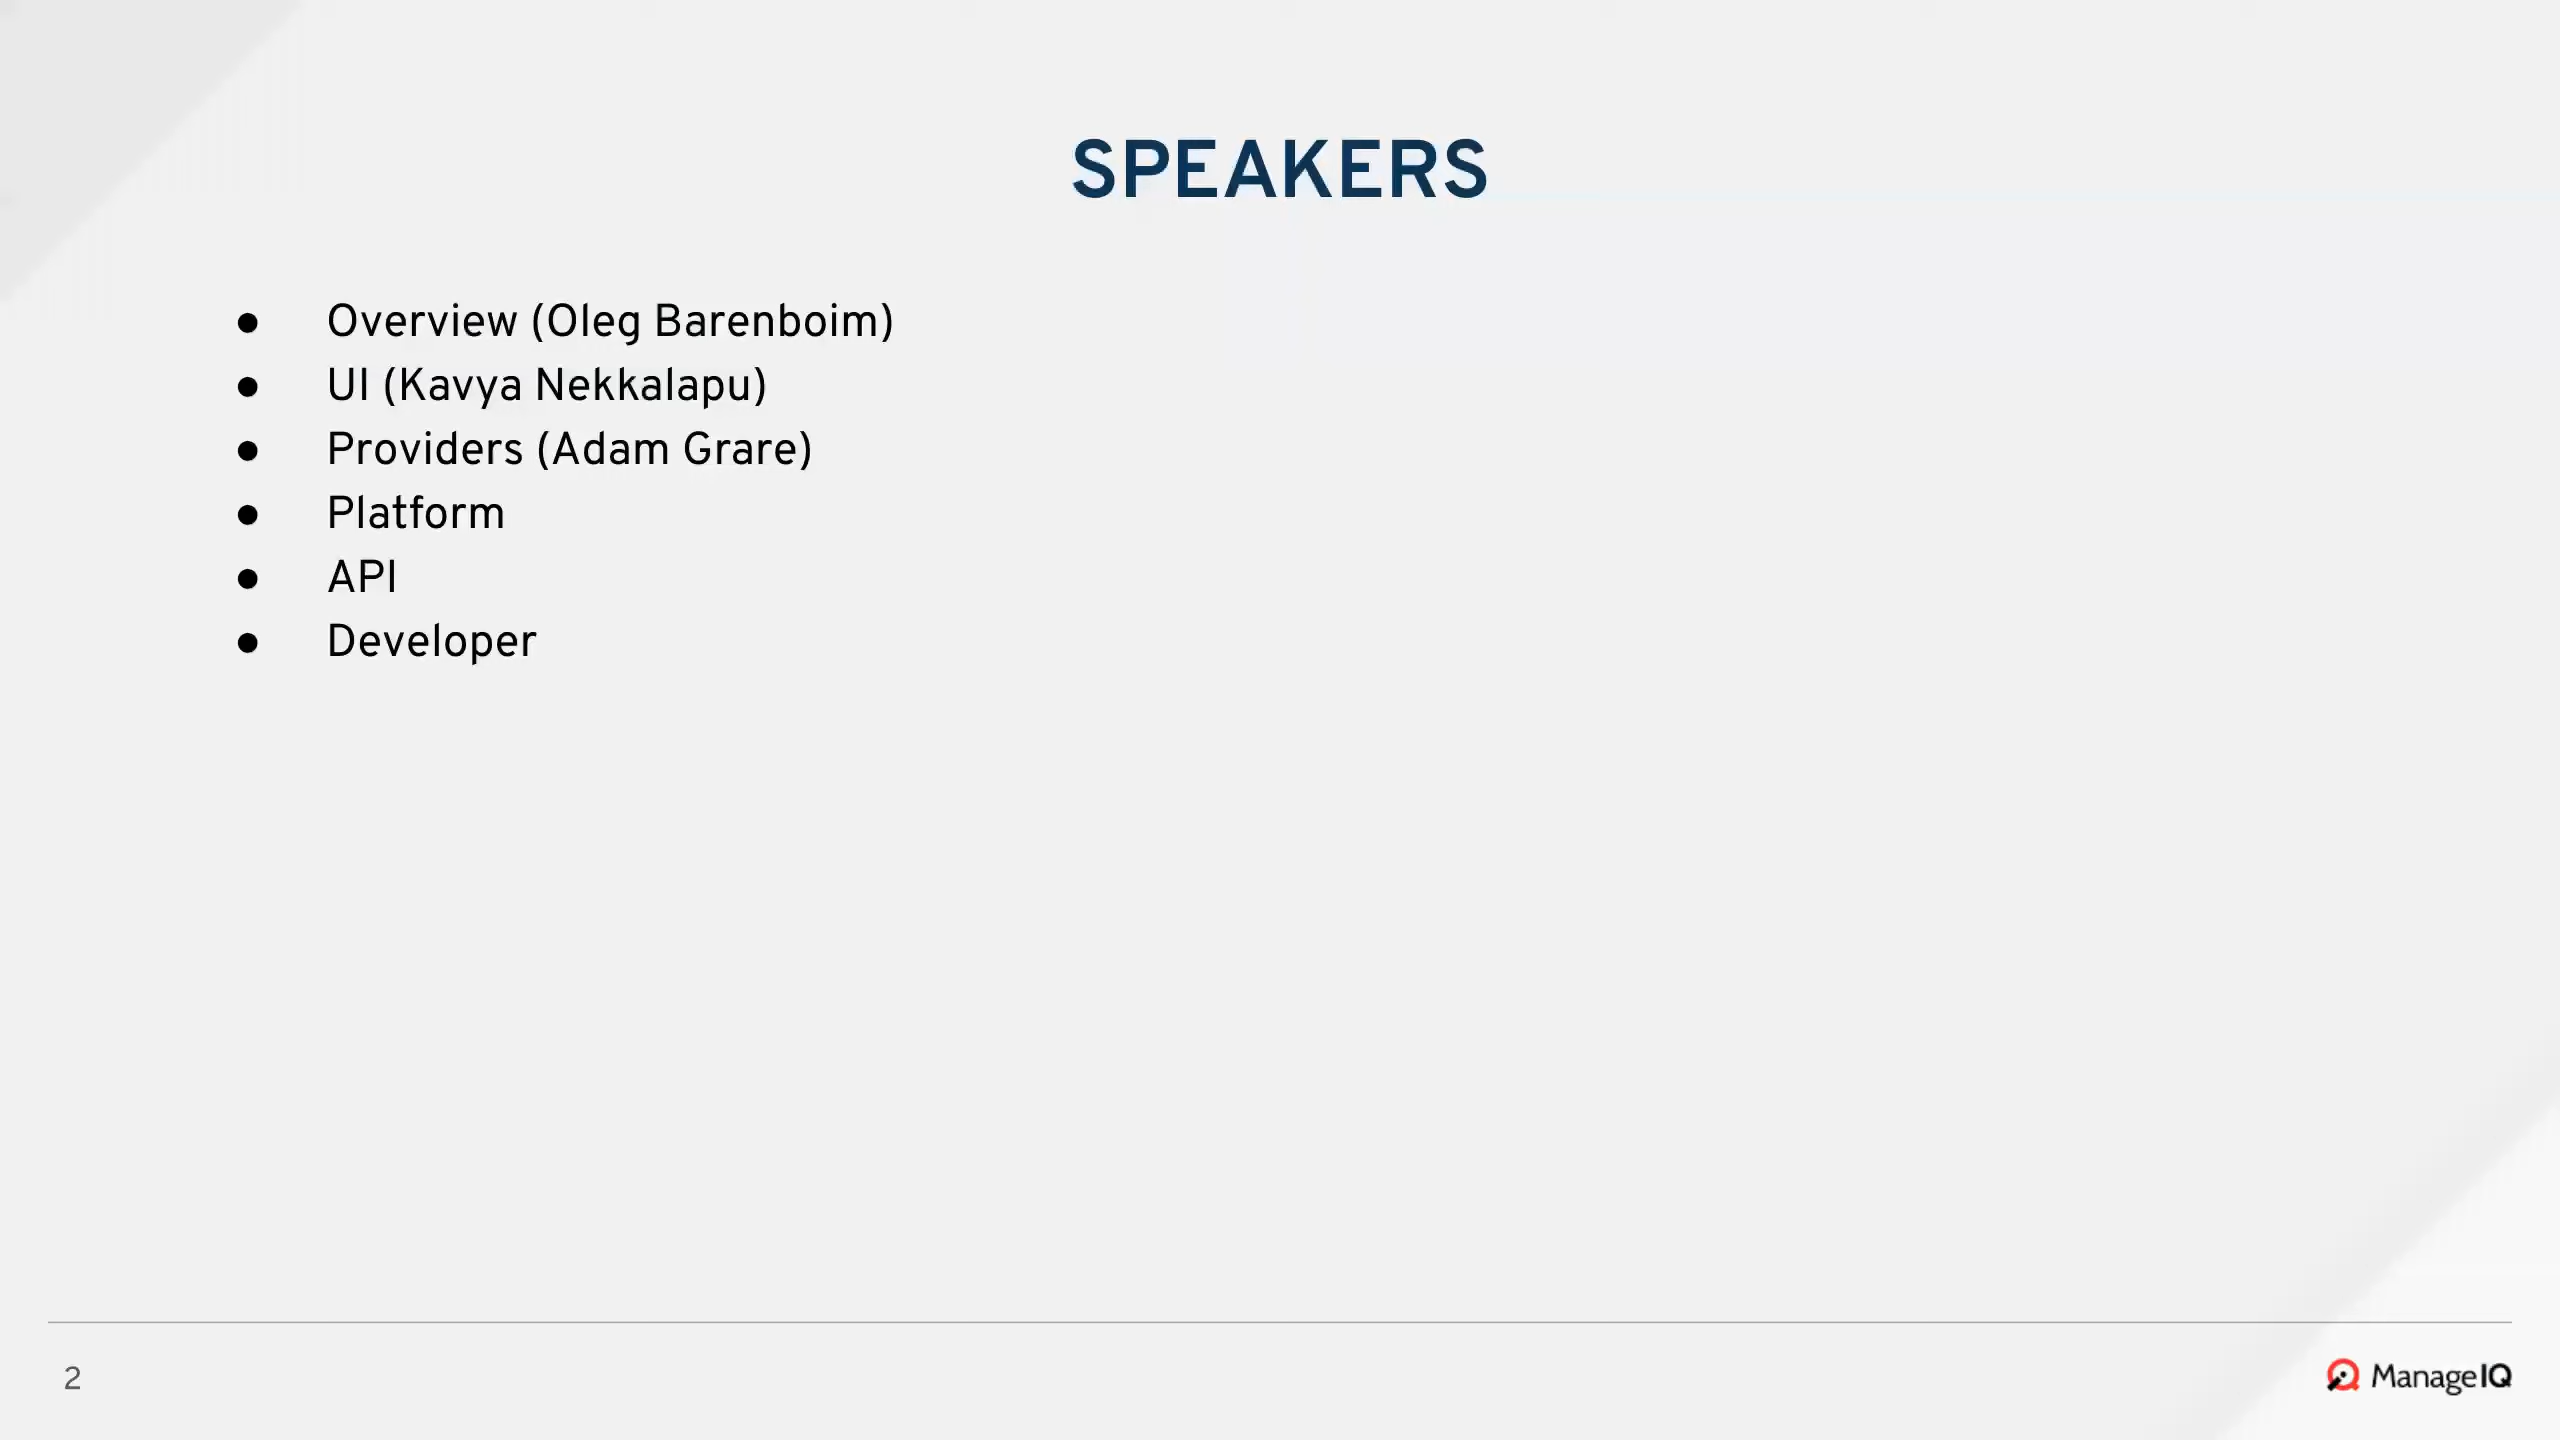 SPEAKERS
● Overview (Oleg Barenboim)
● UI (Kavya Nekkalapu)
● Providers (Adam Grare)
● Platform
● API
● Developer
2
ManageIQ